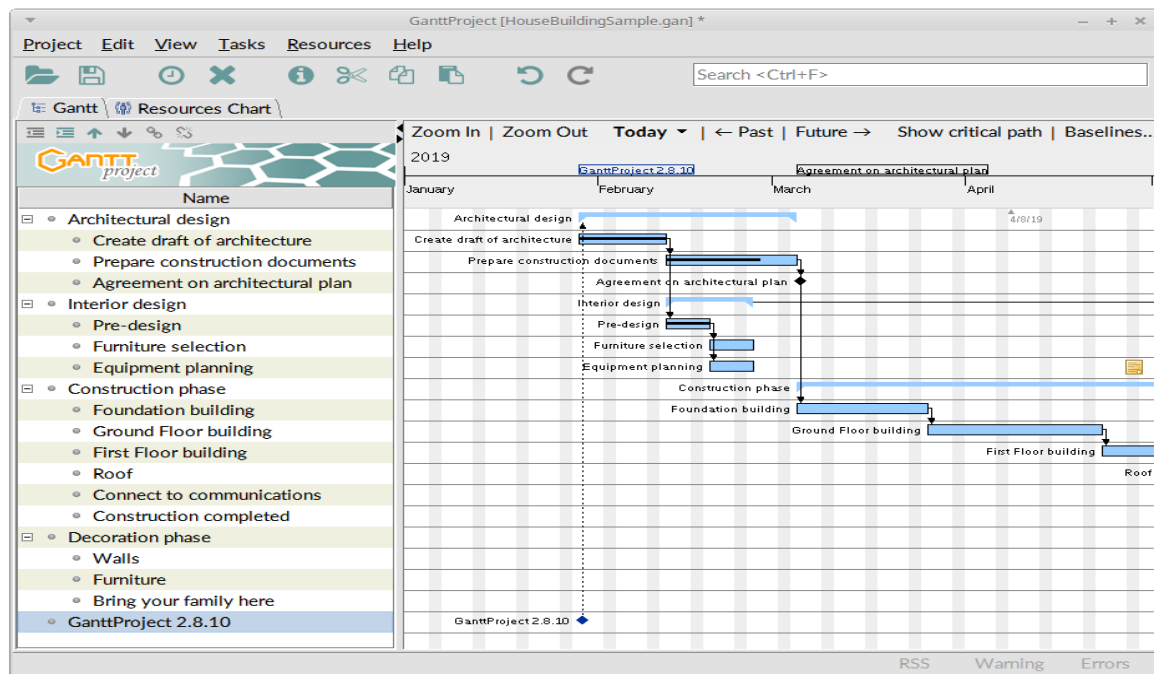 GanttProject [HouseBuildingSample.gan] *
Project Edit View Tasks Resources Help
Search <Ctrl+F>
Gantt Resources Chart
Zoom In | Zoom Out Today | ← Past | Future → Show critical path | Baselines...
GANTT project
2019
GanttProject 2.8.10 Agreement on architectural plan
January February March April
Name
Architectural design
Create draft of architecture
Prepare construction documents
Agreement on architectural plan
Interior design
Pre-design
Furniture selection
Equipment planning
Construction phase
Foundation building
Ground Floor building
First Floor building
Roof
Connect to communications
Construction completed
Decoration phase
Walls
Furniture
Bring your family here
GanttProject 2.8.10
Architectural design
4/8/19
Create draft of architecture
Prepare construction documents
Agreement on architectural plan
Interior design
Pre-design
Furniture selection
Equipment planning
Construction phase
Foundation building
Ground Floor building
First Floor building
Roof
GanttProject 2.8.10
RSS Warning Errors